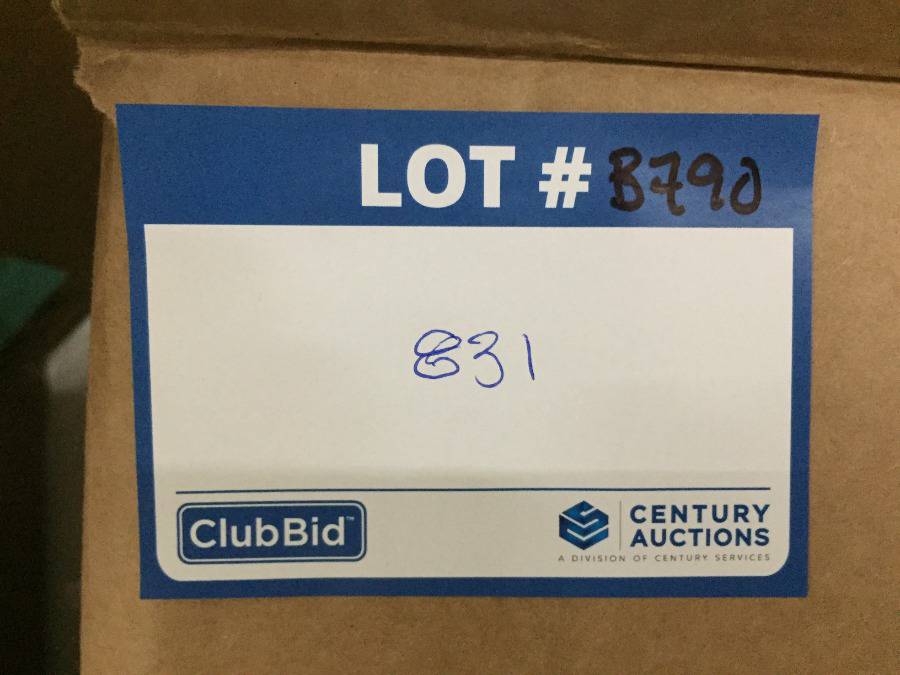 LOT # B790
831
ClubBid™
CENTURY
AUCTIONS
A DIVISION OF CENTURY SERVICES